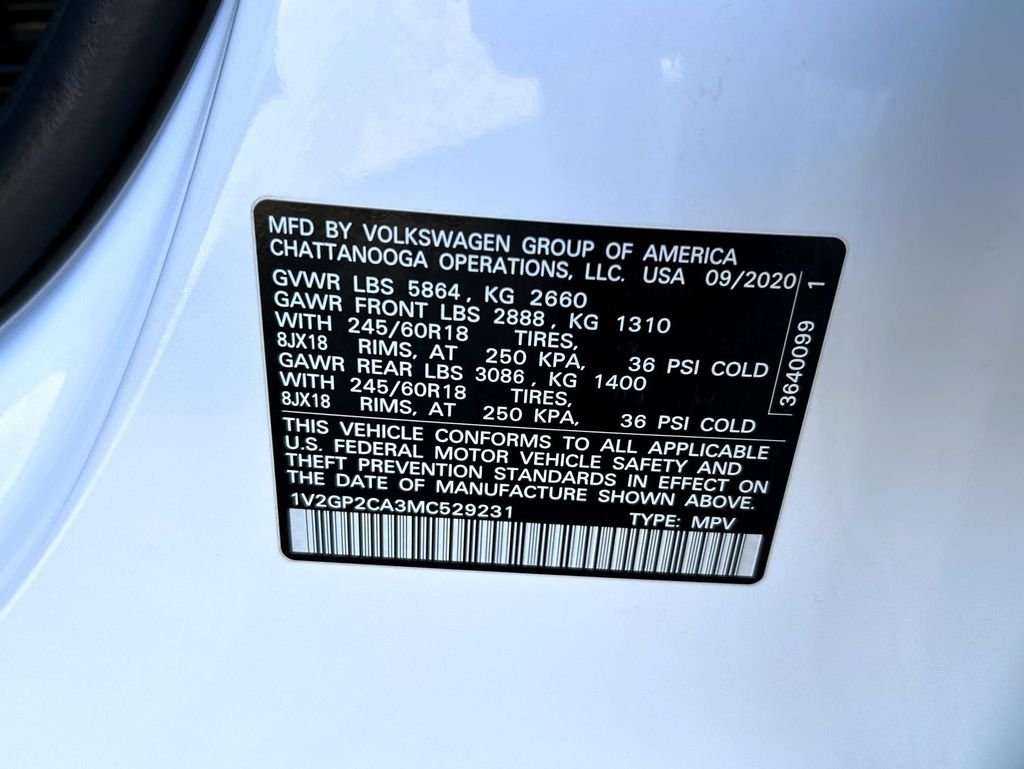 MFD BY VOLKSWAGEN GROUP OF AMERICA
CHATTANOOGA OPERATIONS, LLC. USA 09/2020
GVWR LBS 5864, KG 2660
GAWR FRONT LBS 2888, KG 1310
WITH 245/60R18 TIRES,
8JX18 RIMS, AT 250 KPA, 36 PSI COLD
GAWR REAR LBS 3086, KG 1400
WITH 245/60R18 TIRES,
8JX18 RIMS, AT 250 KPA, 36 PSI COLD
3640099 1
THIS VEHICLE CONFORMS TO ALL APPLICABLE
U.S. FEDERAL MOTOR VEHICLE SAFETY AND
THEFT PREVENTION STANDARDS IN EFFECT ON
THE DATE OF MANUFACTURE SHOWN ABOVE.
1V2GP2CA3MC529231 TYPE: MPV